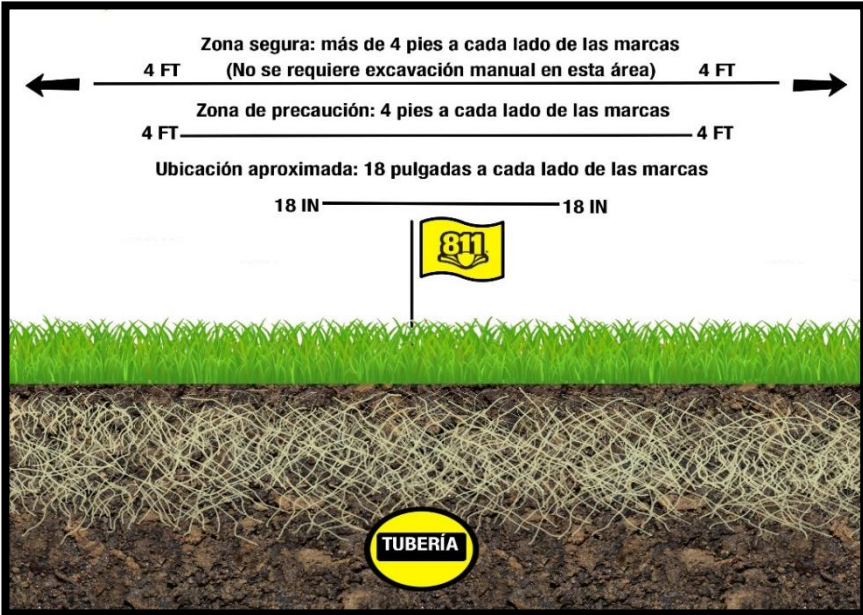 Zona segura: más de 4 pies a cada lado de las marcas
4 FT (No se requiere excavación manual en esta área) 4 FT
Zona de precaución: 4 pies a cada lado de las marcas
4 FT 4 FT
Ubicación aproximada: 18 pulgadas a cada lado de las marcas
18 IN 18 IN
811
TUBERÍA